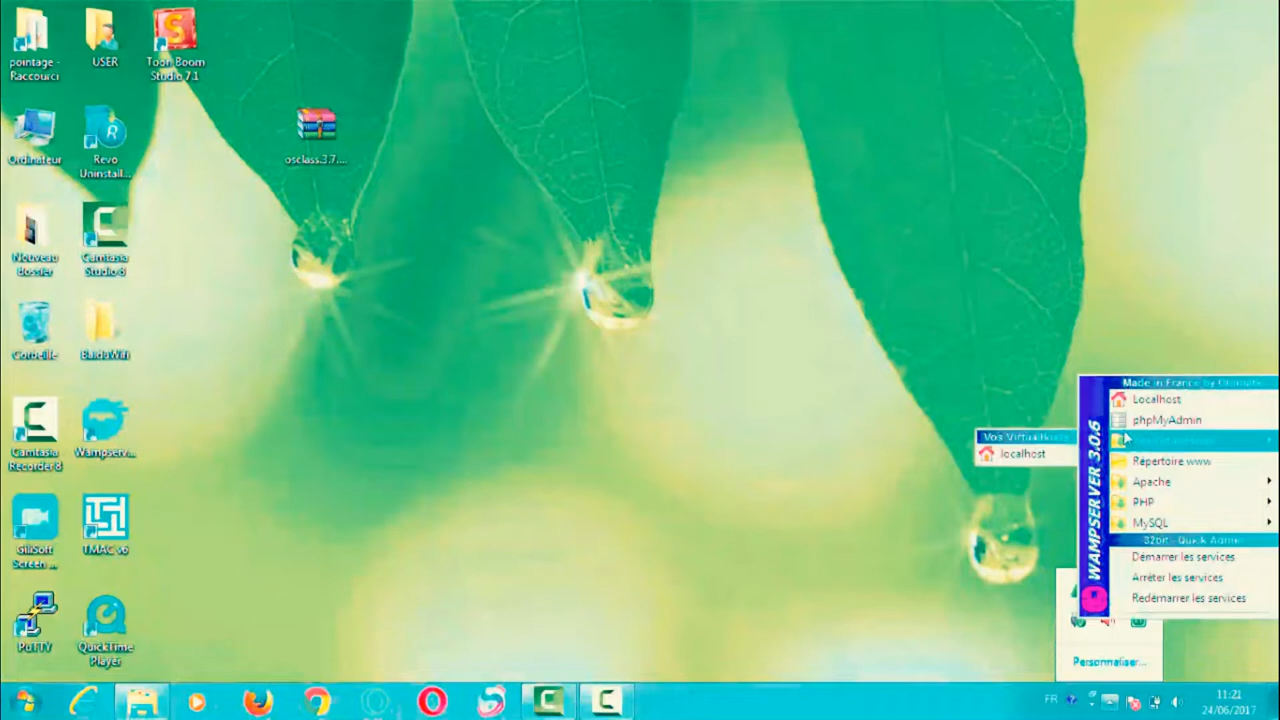 pointage -
Raccourci
USER
Toon Boom
Studio 7.1
Ordinateur
Revo
Uninstall...
osclass.3.7....
Nouveau
dossier
Camtasia
Studio 8
Corbeille
BaiduWifi
Camtasia
Recorder 8
Wampserv...
GiliSoft
Screen ...
TMAC v6
PuTTY
QuickTime
Player
Vos VirtualHosts
localhost
WAMPSERVER 3.0.6
Made in France by Otomatic
Localhost
phpMyAdmin
Répertoire www
Apache
PHP
MySQL
32bit - Quick Admin
Démarrer les services
Arrêter les services
Redémarrer les services
Personnaliser...
FR
11:21
24/06/2017